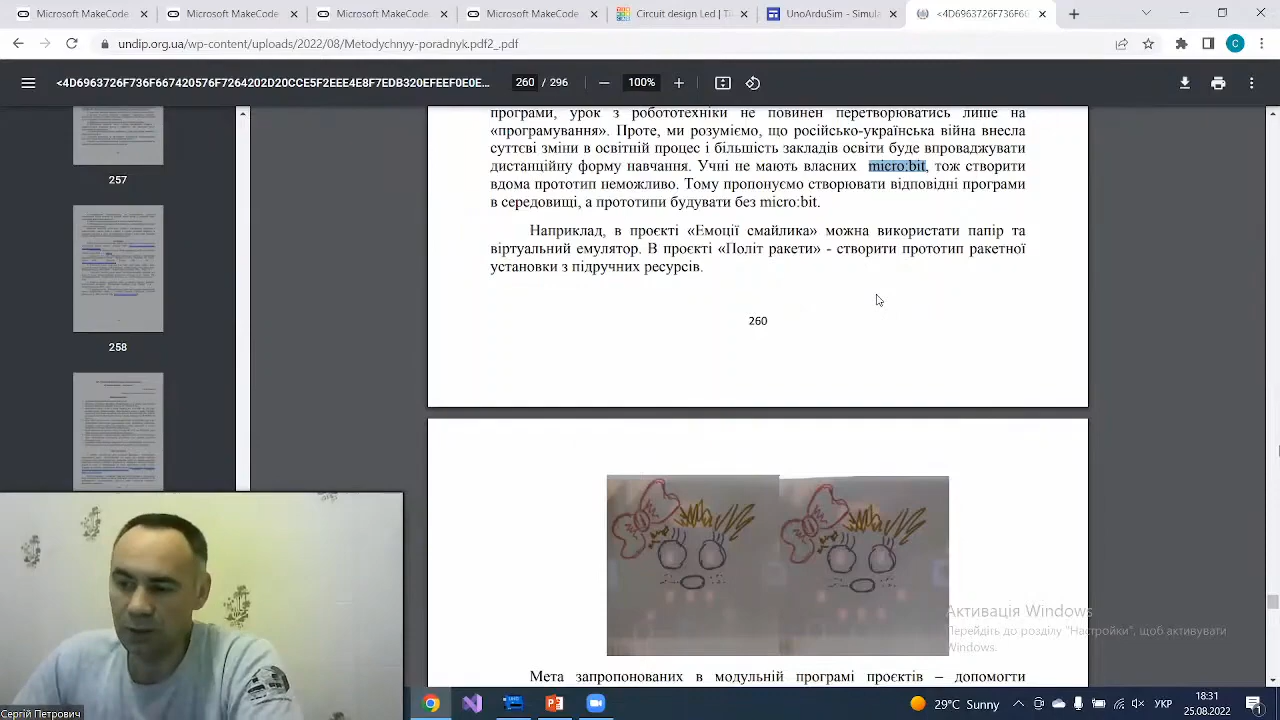 Microsoft MakeCode
Microsoft MakeCode
Microsoft MakeCode
Microsoft MakeCode
Circuit design Led | Ti
UnoArduSim - Simula
<4D6963726F736F66
undip.org.ua/wp-content/uploads/2022/08/Metodychnyy-poradnyk.pdf2_.pdf
С
<4D6963726F736F667420576F7264202D20CCE5F2EEE4E8F7EDB320EFEEF0E0E...
260 / 296
100%
програми, урок з робототехніки не повинен перетворюватись лише на
«програмування». Проте, ми розуміємо, що російсько-українська війна внесла
суттєві зміни в освітній процес і більшість закладів освіти буде впроваджувати
дистанційну форму навчання. Учні не мають власних micro:bit, тож створити
вдома прототип неможливо. Тому пропонуємо створювати відповідні програми
в середовищі, а прототипи будувати без micro:bit.
Наприклад, в проєкті «Емоції смайлика» можна використати папір та
віртуальний емулятор. В проєкті «Політ ракети» - створити прототип ракетної
установки з підручних ресурсів.
260
257
258
Активація Windows
Перейдіть до розділу "Настройки", щоб активувати
Windows.
Мета запропонованих в модульній програмі проєктів – допомогти
Сергій Петрович
29°C Sunny
УКР
18:31
25.08.2022